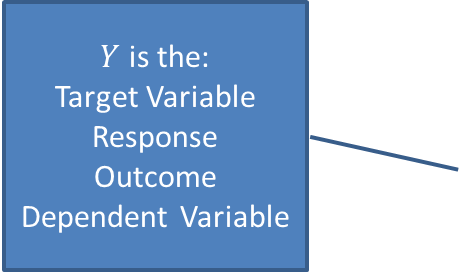 Y is the:
Target Variable
Response
Outcome
Dependent Variable